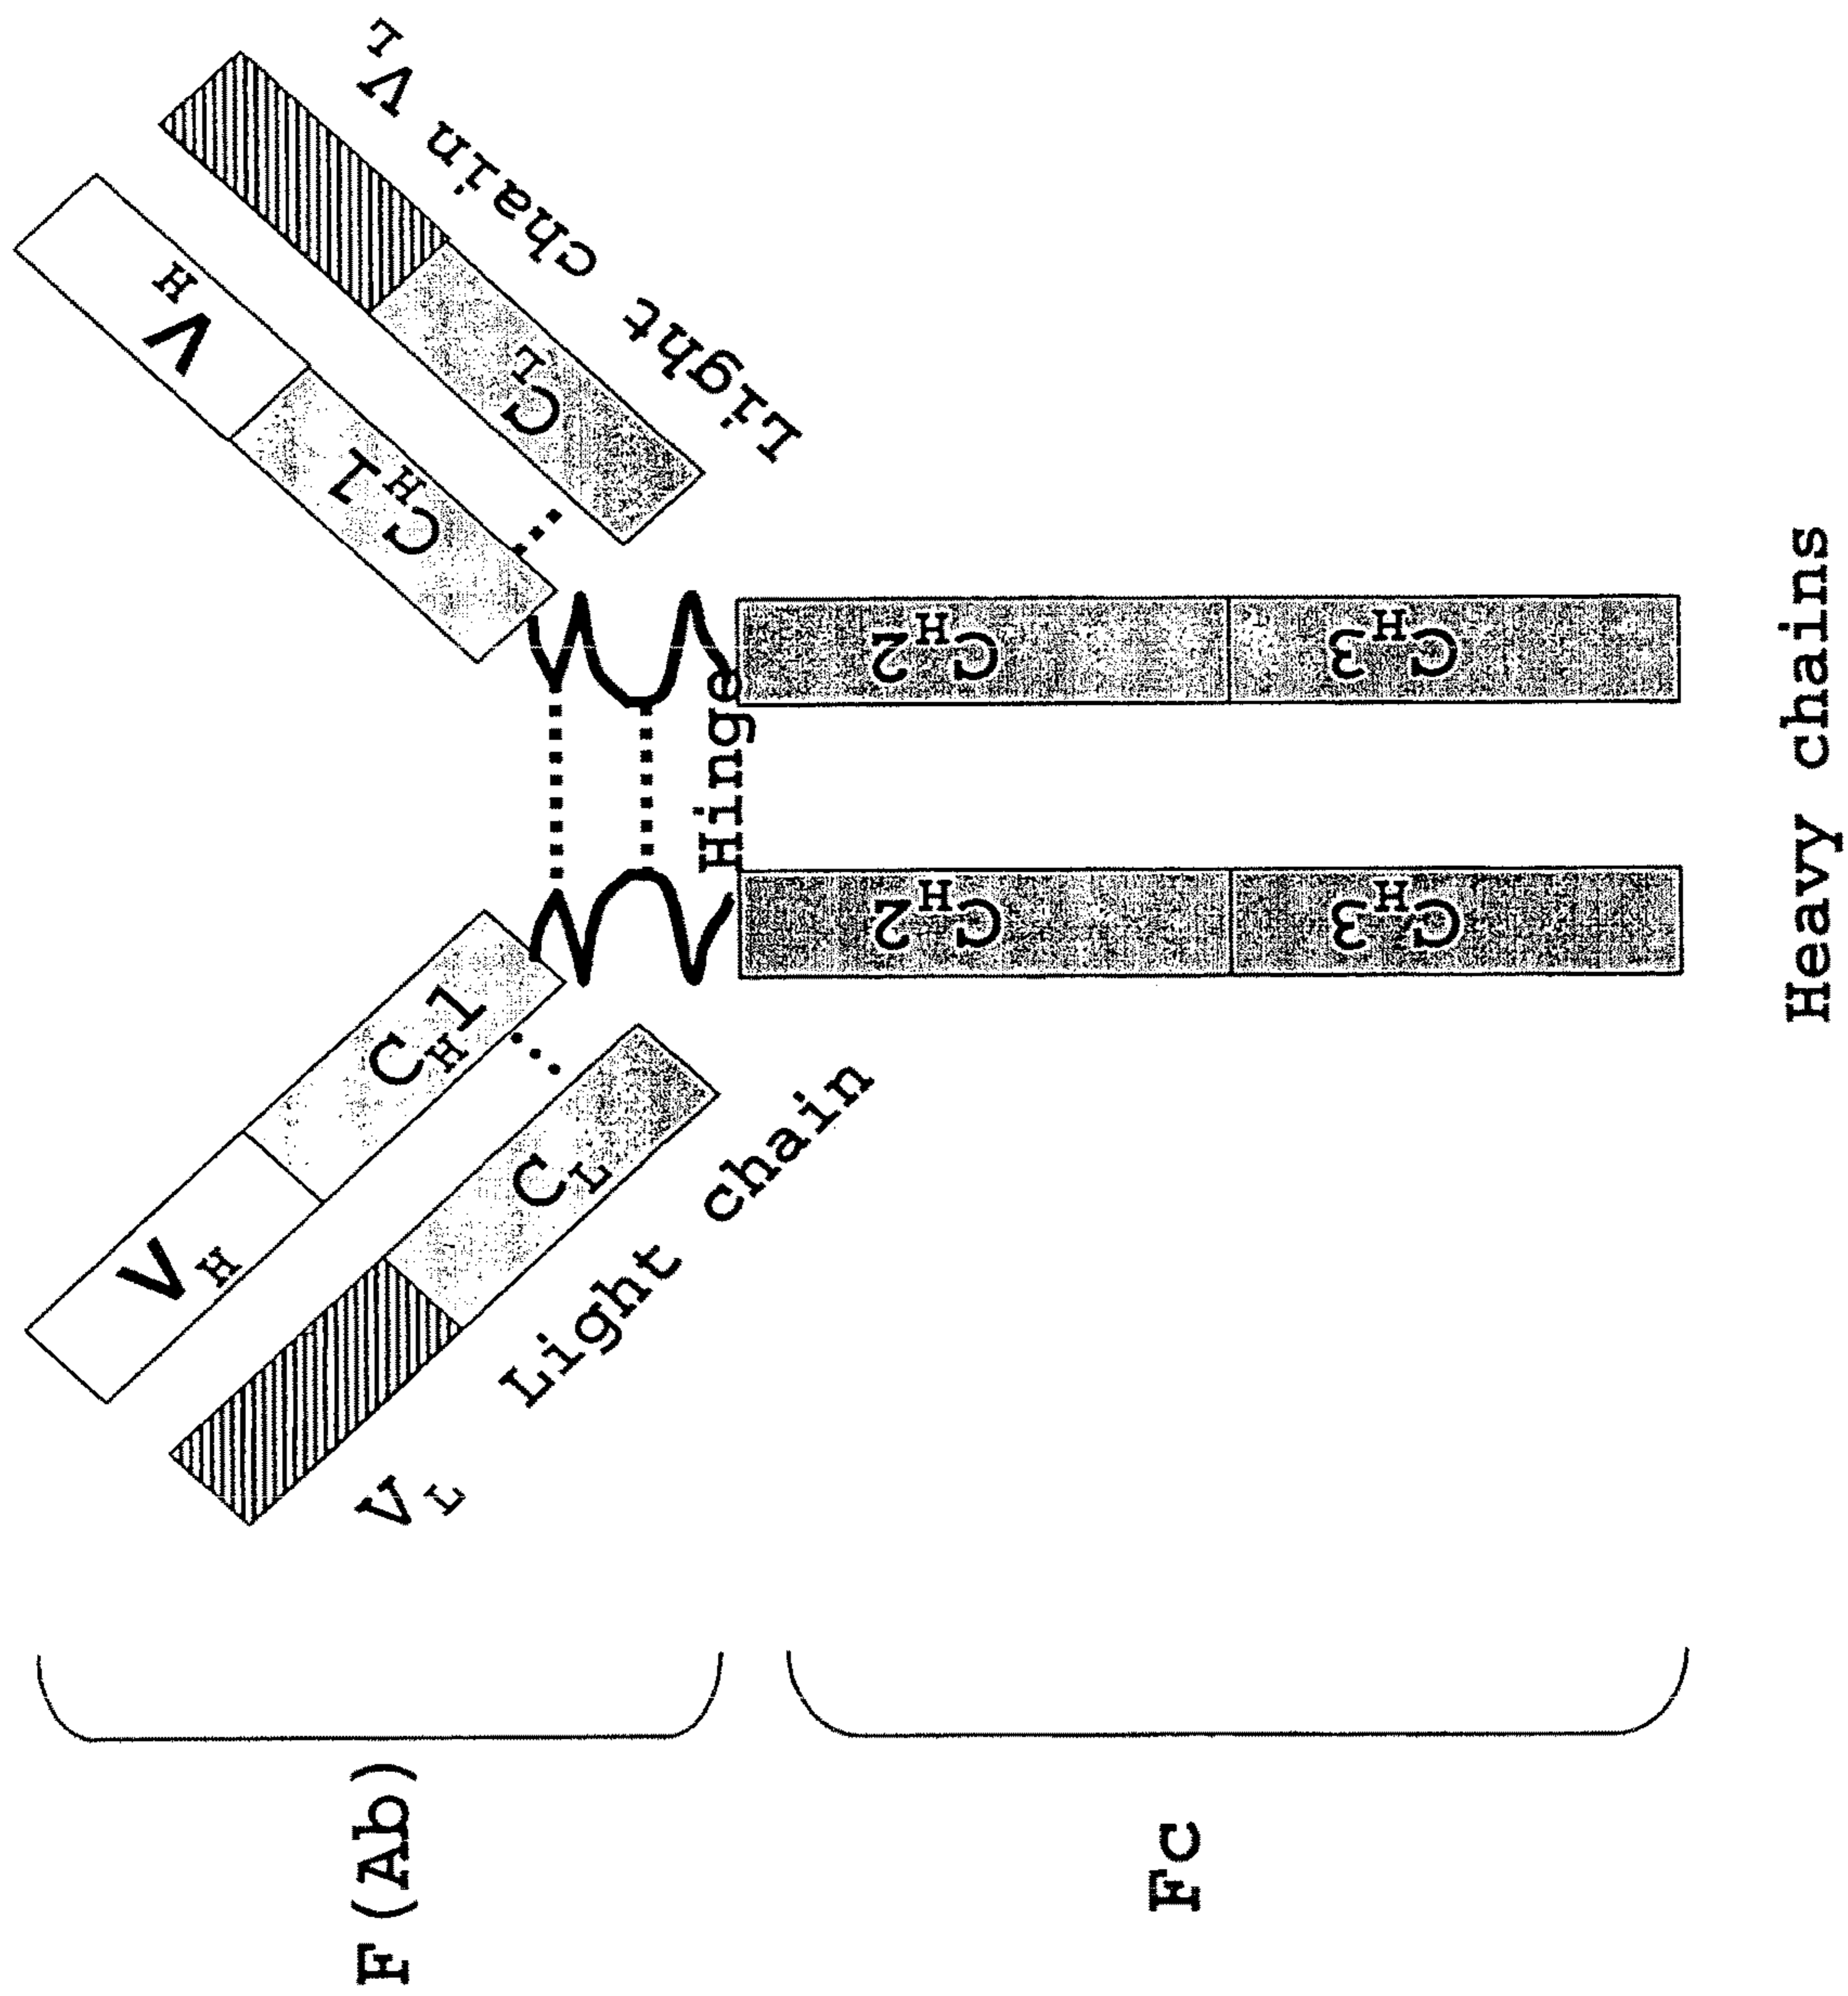 F(Ab)
Fc
V_L
Light chain
V_H
C_H1
C_L
C_H2
C_H3
Hinge
C_H2
C_H3
V_H
C_H1
C_L
Light chain V_L
Heavy chains